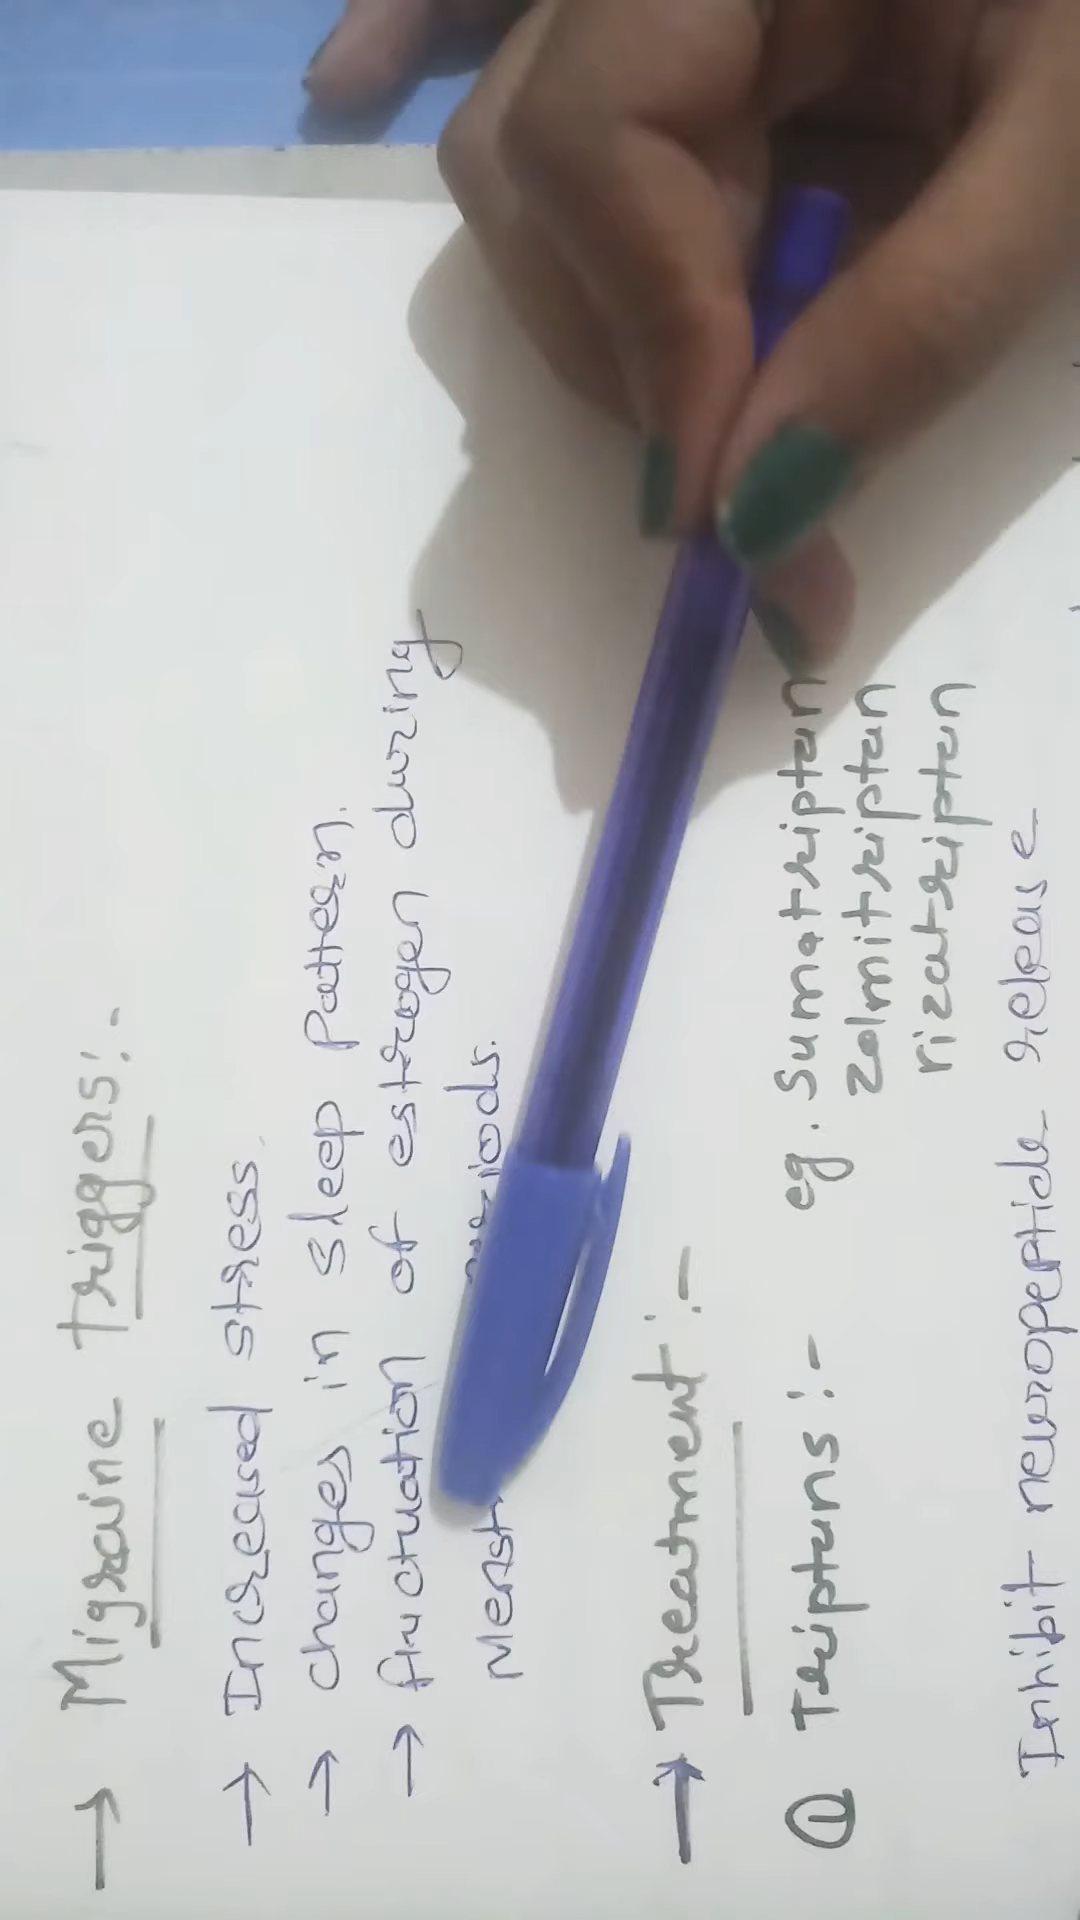 → Migraine triggers:-
→ Increased stress.
→ changes in sleep pattern.
→ fluctuation of estrogen during
Menst periods.
→ Treatment :-
① Triptans :- eg. Sumatriptan
Zolmitriptan
rizatriptan
Inhibit neuropeptide release